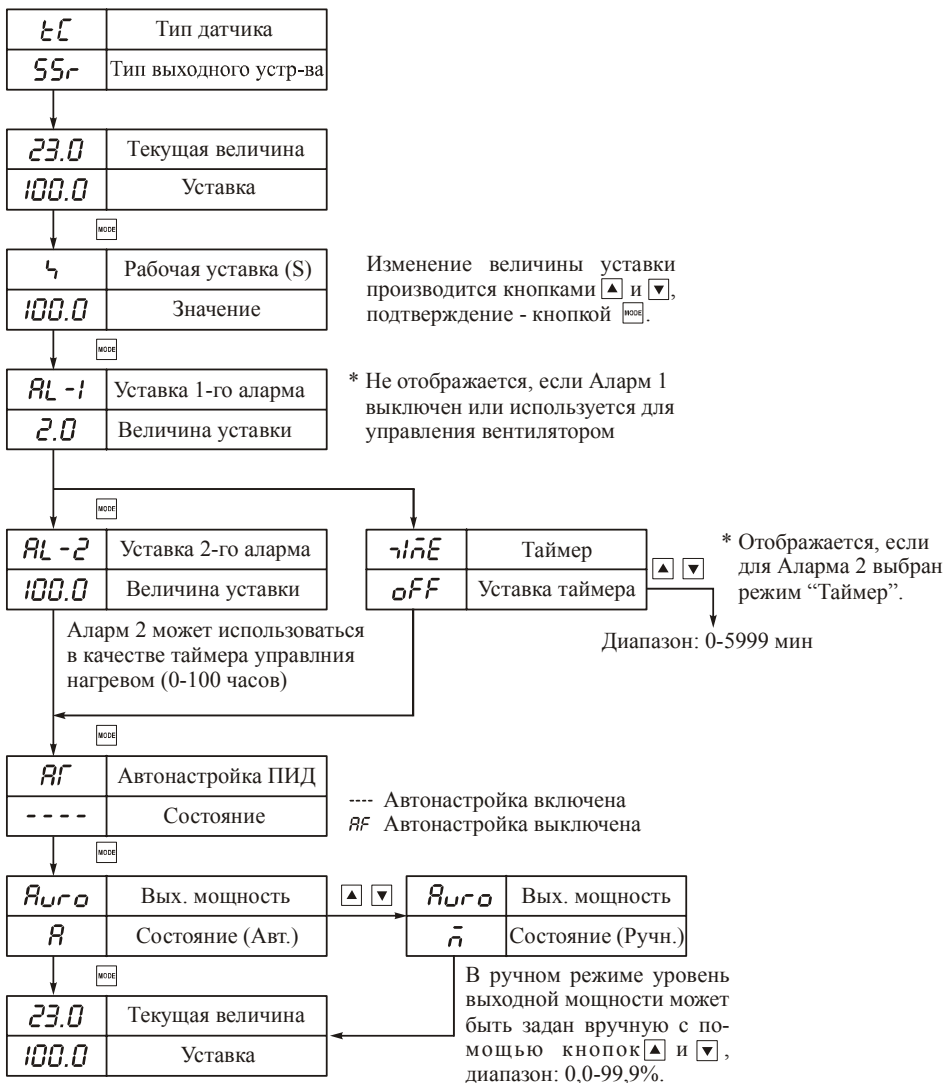 tC Тип датчика
SSr Тип выходного устр-ва
23.0 Текущая величина
100.0 Уставка
MODE
S Рабочая уставка (S)
100.0 Значение
Изменение величины уставки
производится кнопками ▲ и ▼,
подтверждение - кнопкой MODE.
MODE
AL-1 Уставка 1-го аларма
2.0 Величина уставки
* Не отображается, если Аларм 1
выключен или используется для
управления вентилятором
MODE
AL-2 Уставка 2-го аларма
100.0 Величина уставки
TIME Таймер
oFF Уставка таймера
▲ ▼
* Отображается, если
для Аларма 2 выбран
режим “Таймер”.
Диапазон: 0-5999 мин
Аларм 2 может использоваться
в качестве таймера управлния
нагревом (0-100 часов)
MODE
AT Автонастройка ПИД
---- Состояние
---- Автонастройка включена
AF Автонастройка выключена
MODE
Auro Вых. мощность
A Состояние (Авт.)
▲ ▼
Auro Вых. мощность
Состояние (Ручн.)
MODE
23.0 Текущая величина
100.0 Уставка
В ручном режиме уровень
выходной мощности может
быть задан вручную с по-
мощью кнопок ▲ и ▼,
диапазон: 0,0-99,9%.